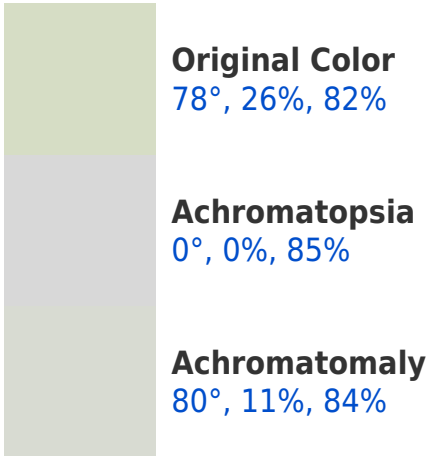 Original Color
78°, 26%, 82%
Achromatopsia
0°, 0%, 85%
Achromatomaly
80°, 11%, 84%